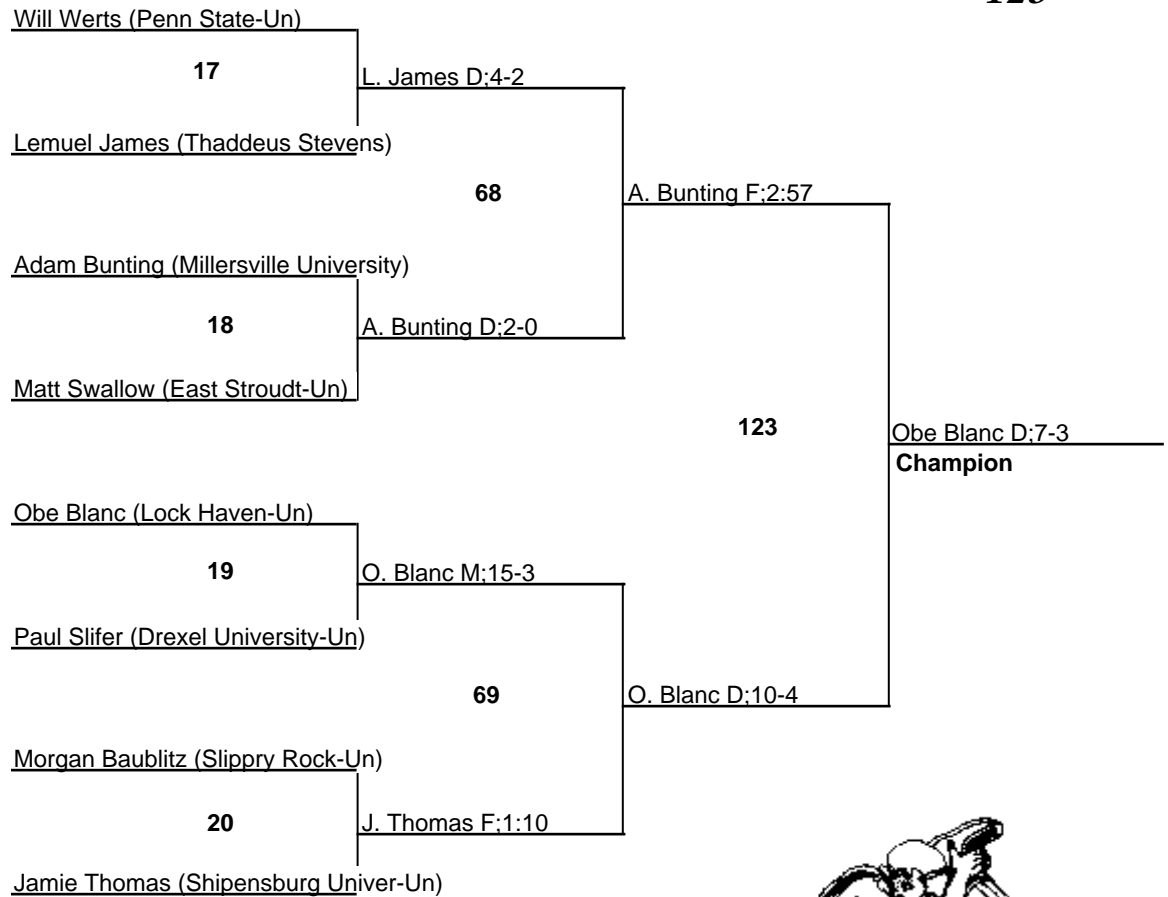 Will Werts (Penn State-Un)
17
L. James D;4-2
Lemuel James (Thaddeus Stevens)
68
A. Bunting F;2:57
Adam Bunting (Millersville University)
18
A. Bunting D;2-0
Matt Swallow (East Stroudt-Un)
123
Obe Blanc D;7-3
Champion
Obe Blanc (Lock Haven-Un)
19
O. Blanc M;15-3
Paul Slifer (Drexel University-Un)
69
O. Blanc D;10-4
Morgan Baublitz (Slippry Rock-Un)
20
J. Thomas F;1:10
Jamie Thomas (Shipensburg Univer-Un)